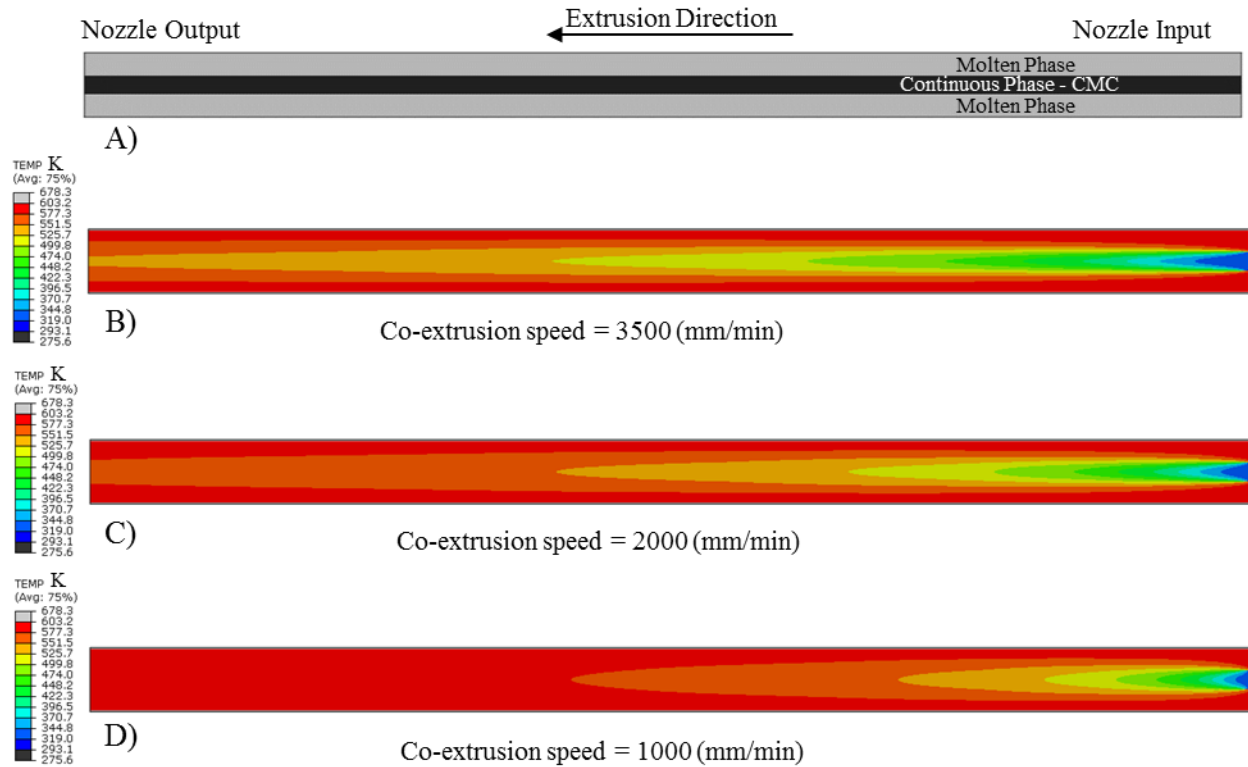 Nozzle Output
Extrusion Direction
Nozzle Input
Molten Phase
Continuous Phase - CMC
Molten Phase
A)
TEMP K
(Avg: 75%)
678.3
603.2
577.3
551.5
525.7
499.8
474.0
448.2
422.3
396.5
370.7
344.8
319.0
293.1
275.6
B)
Co-extrusion speed = 3500 (mm/min)
TEMP K
(Avg: 75%)
678.3
603.2
577.3
551.5
525.7
499.8
474.0
448.2
422.3
396.5
370.7
344.8
319.0
293.1
275.6
C)
Co-extrusion speed = 2000 (mm/min)
TEMP K
(Avg: 75%)
678.3
603.2
577.3
551.5
525.7
499.8
474.0
448.2
422.3
396.5
370.7
344.8
319.0
293.1
275.6
D)
Co-extrusion speed = 1000 (mm/min)